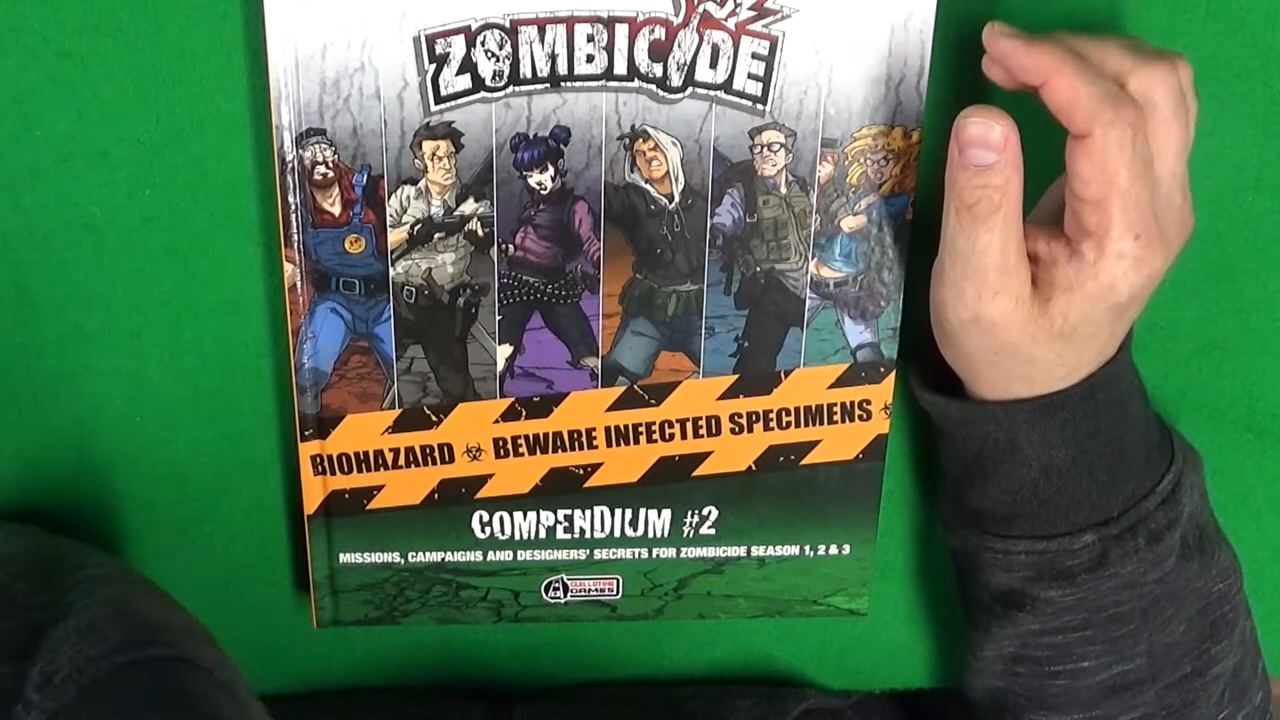 ZOMBICIDE
BIOHAZARD BEWARE INFECTED SPECIMENS
COMPENDIUM #2
MISSIONS, CAMPAIGNS AND DESIGNERS' SECRETS FOR ZOMBICIDE SEASON 1, 2 & 3
GUILLOTINE
GAMES